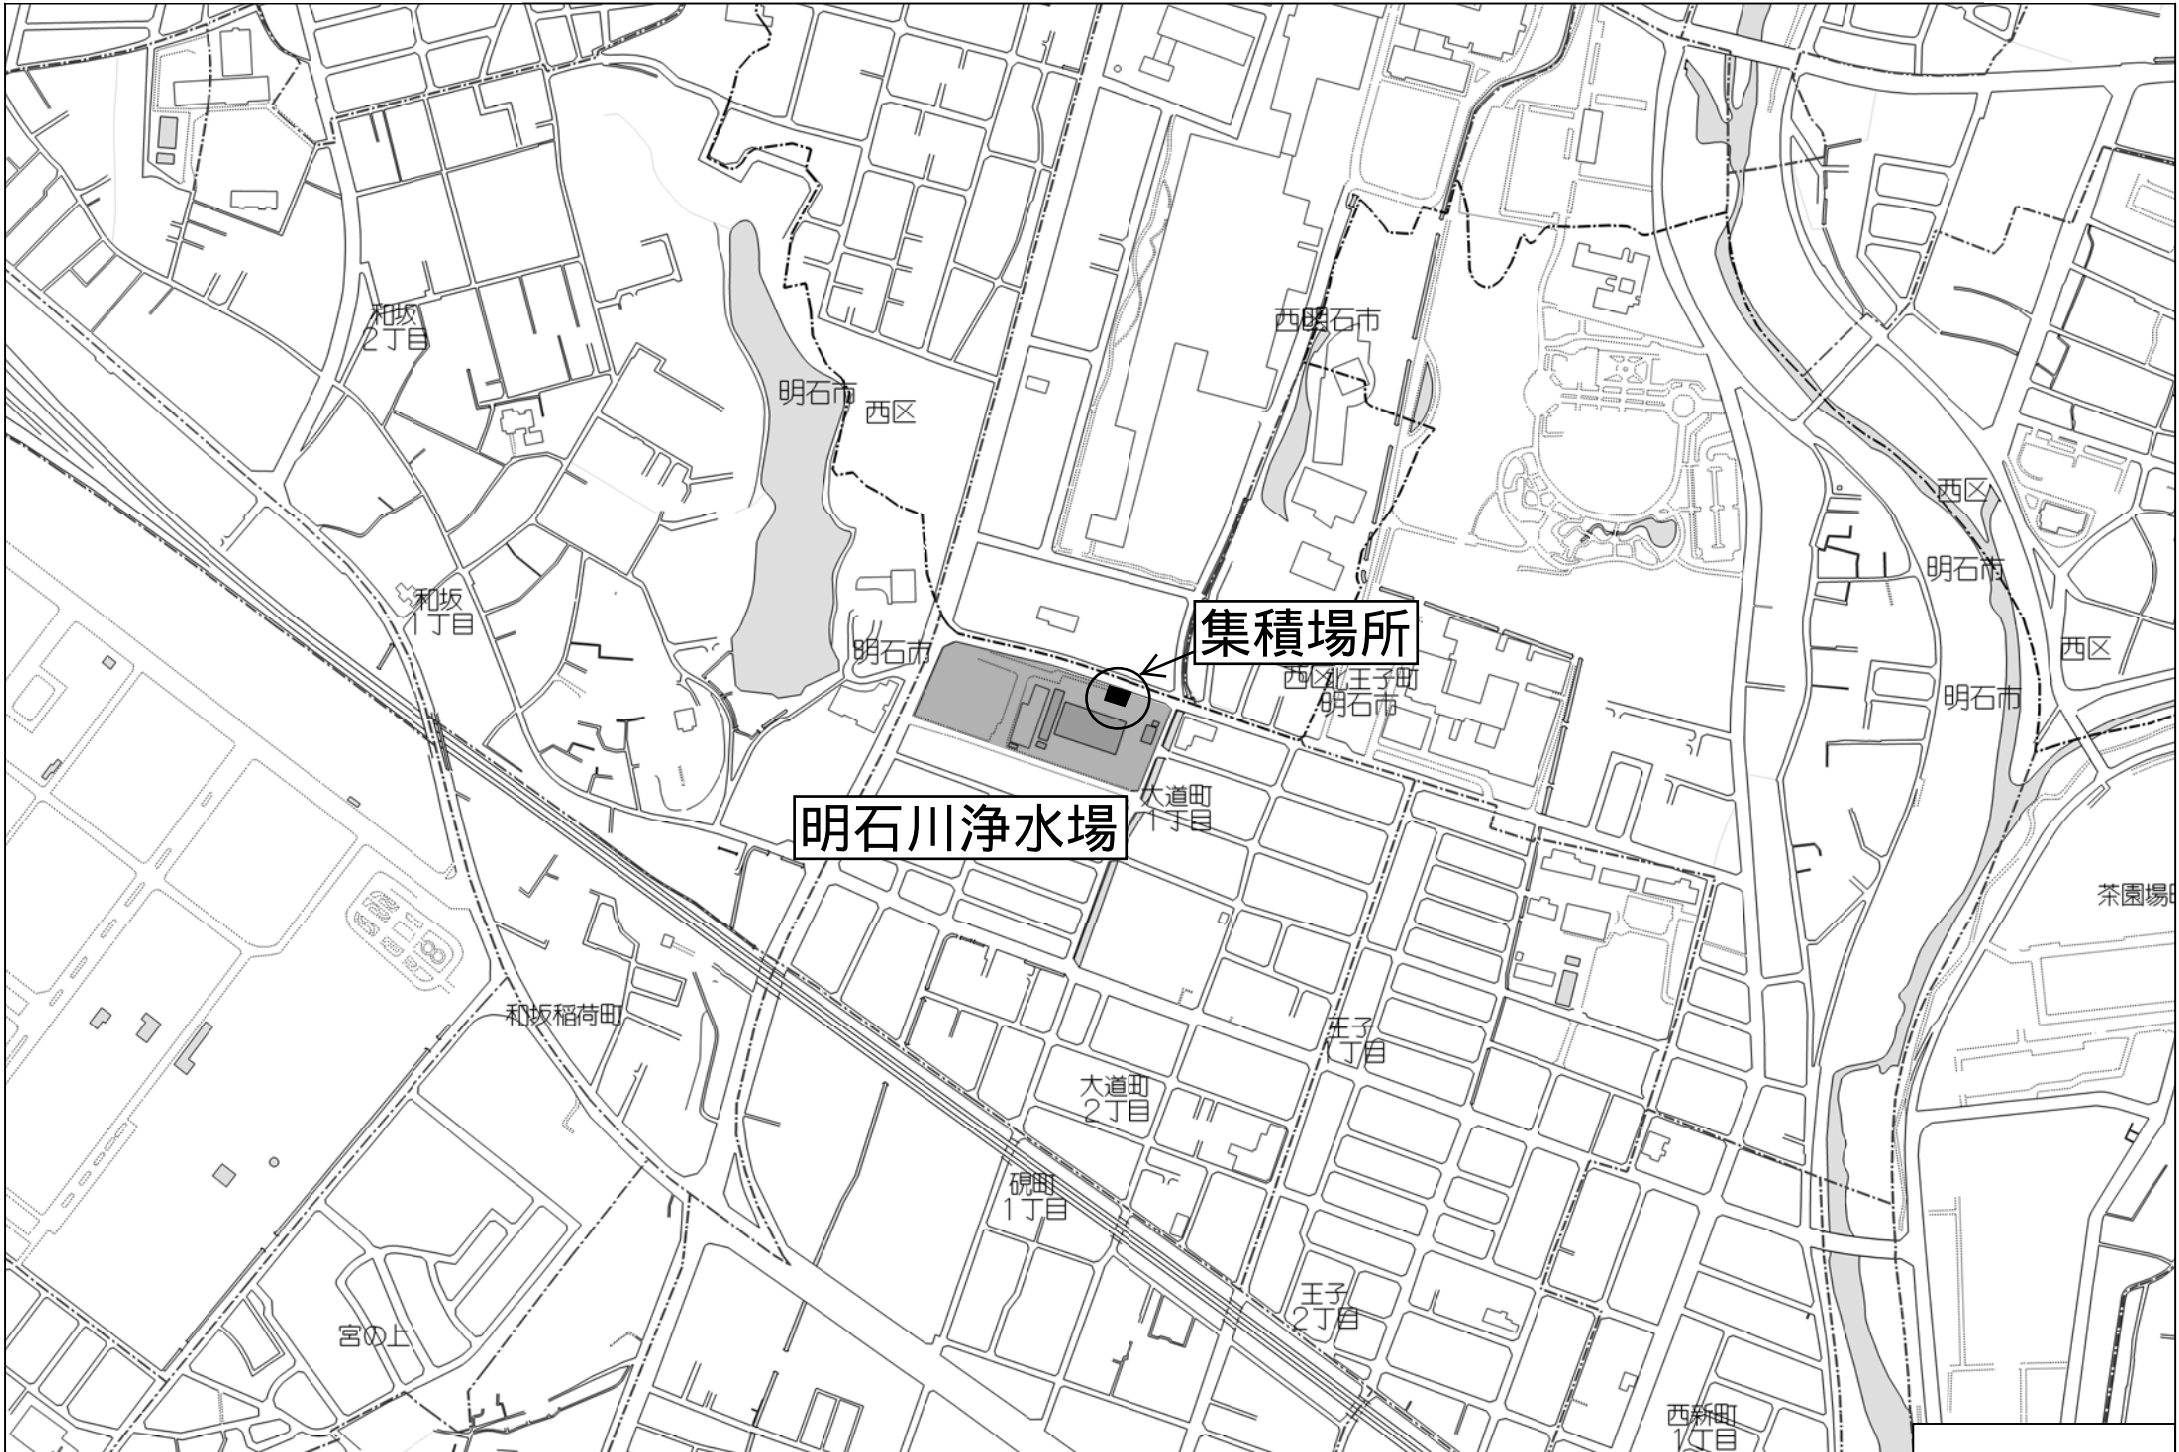 和坂
2丁目
西明石市
明石市
西区
西区
明石市
和坂
1丁目
集積場所
明石市
西区
西区
北王子町
明石市
明石市
大道町
1丁目
明石川浄水場
茶園場町
和坂稲荷町
王子
1丁目
大道町
2丁目
硯町
1丁目
王子
2丁目
宮の上
西新町
1丁目